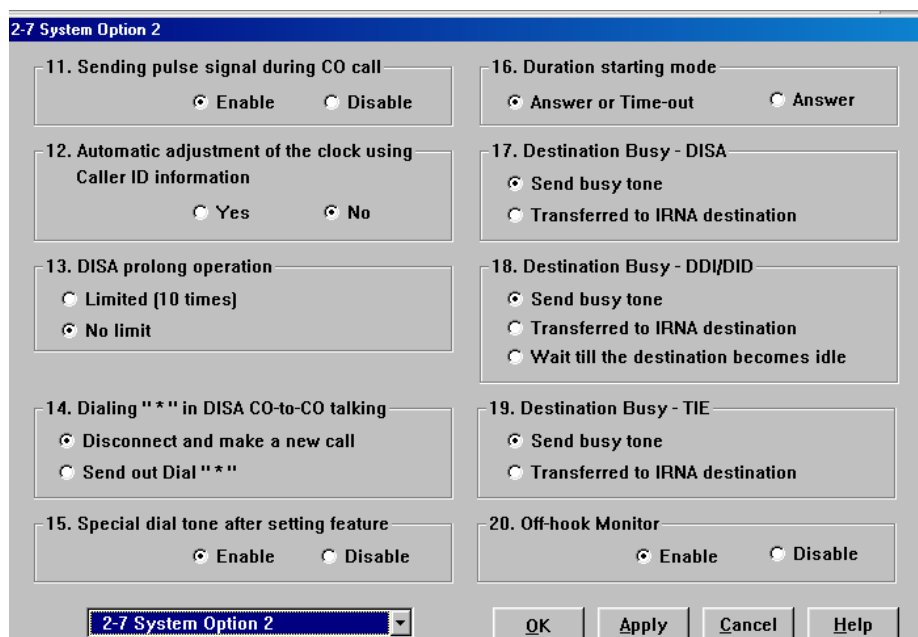 2-7 System Option 2
11. Sending pulse signal during CO call
Enable Disable
12. Automatic adjustment of the clock using
Caller ID information
Yes No
13. DISA prolong operation
Limited (10 times)
No limit
14. Dialing "*" in DISA CO-to-CO talking
Disconnect and make a new call
Send out Dial "*"
15. Special dial tone after setting feature
Enable Disable
16. Duration starting mode
Answer or Time-out Answer
17. Destination Busy - DISA
Send busy tone
Transferred to IRNA destination
18. Destination Busy - DDI/DID
Send busy tone
Transferred to IRNA destination
Wait till the destination becomes idle
19. Destination Busy - TIE
Send busy tone
Transferred to IRNA destination
20. Off-hook Monitor
Enable Disable
2-7 System Option 2
OK Apply Cancel Help